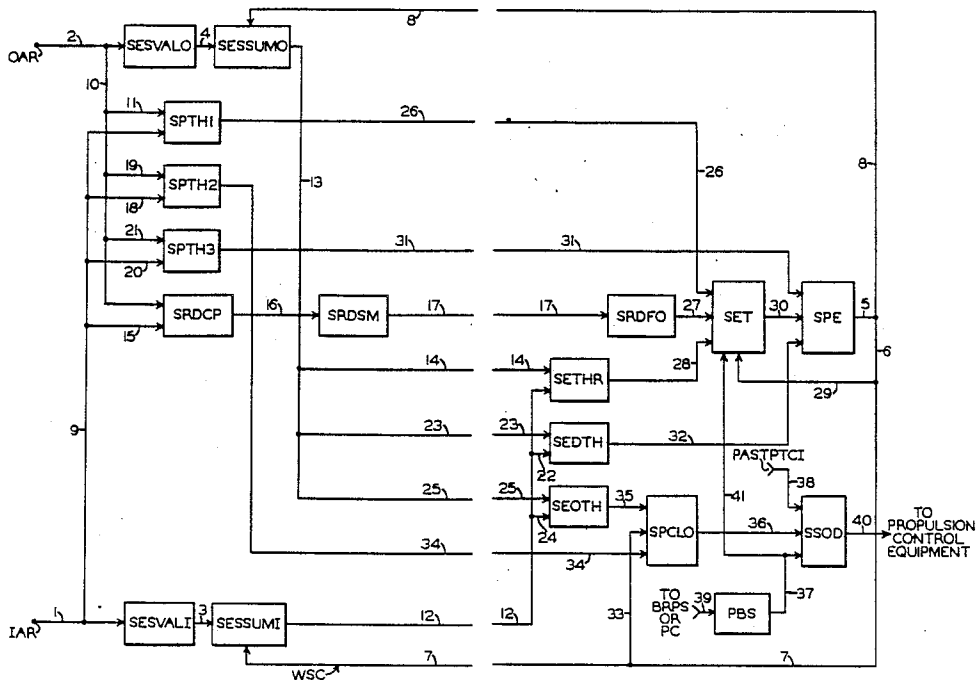 8
2
4
SESVALO
SESSUMO
OAR
10
11
26
SPTH1
8
19
SPTH2
13
26
18
21
31
31
SPTH3
20
16
17
17
27
30
5
SRDCP
SRDSM
SRDFO
SET
SPE
15
14
14
28
6
SETHR
29
9
23
23
32
SEDTH
PASTPTCI
22
38
25
25
35
41
SEOTH
36
40
TO
PROPULSION
CONTROL
EQUIPMENT
24
SPCLO
SSOD
34
34
TO
BRPS
OR
PC
39
37
PBS
1
3
12
12
33
IAR
SESVALI
SESSUMI
7
7
WSC